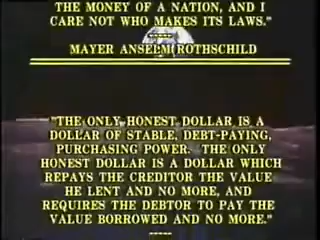 THE MONEY OF A NATION, AND I
CARE NOT WHO MAKES ITS LAWS."
-----
MAYER ANSELM ROTHSCHILD
"THE ONLY HONEST DOLLAR IS A
DOLLAR OF STABLE, DEBT-PAYING,
PURCHASING POWER. THE ONLY
HONEST DOLLAR IS A DOLLAR WHICH
REPAYS THE CREDITOR THE VALUE
HE LENT AND NO MORE, AND
REQUIRES THE DEBTOR TO PAY THE
VALUE BORROWED AND NO MORE."
-----